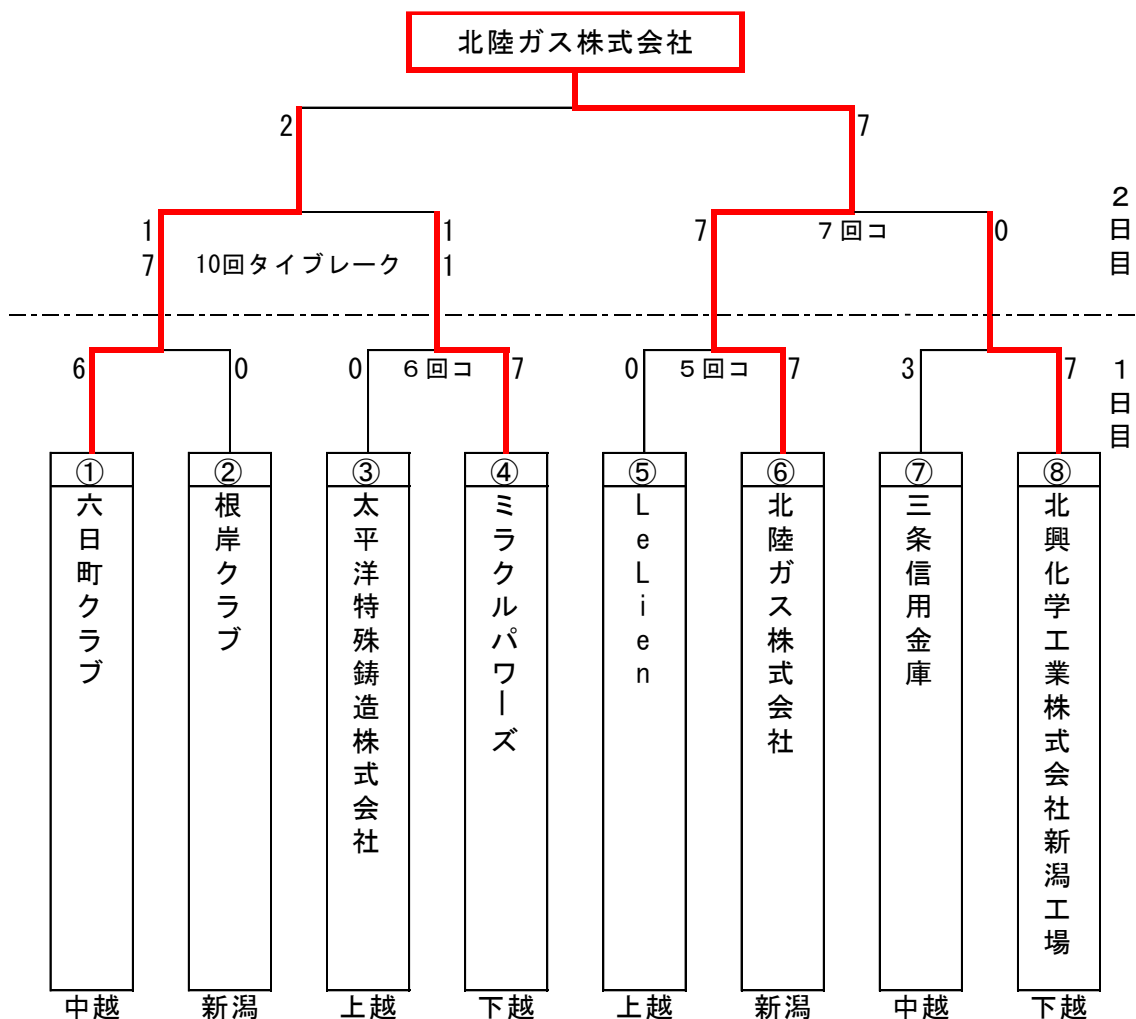 北陸ガス株式会社
2
7
2日目
17
10回タイブレーク
11
7
7回コ
0
6
0
0
6回コ
7
0
5回コ
7
3
7
1日目
①
②
③
④
⑤
⑥
⑦
⑧
六日町クラブ
根岸クラブ
太平洋特殊鋳造株式会社
ミラクルパワーズ
LeLien
北陸ガス株式会社
三条信用金庫
北興化学工業株式会社新潟工場
中越
新潟
上越
下越
上越
新潟
中越
下越